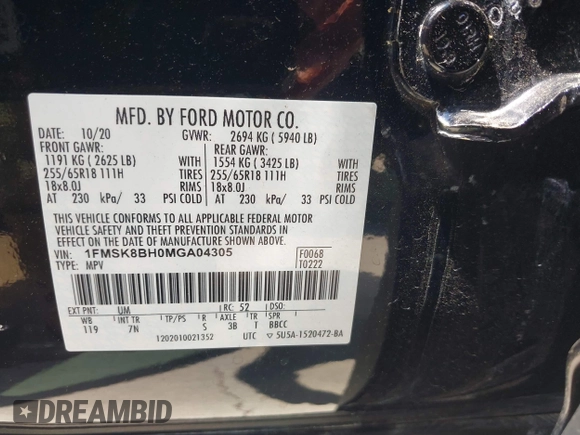 MFD. BY FORD MOTOR CO.
DATE: 10/20 GVWR: 2694 KG ( 5940 LB)
FRONT GAWR: REAR GAWR:
1191 KG ( 2625 LB) WITH 1554 KG ( 3425 LB) WITH
255/65R18 111H TIRES 255/65R18 111H TIRES
18x8.0J RIMS 18x8.0J RIMS
AT 230 kPa/ 33 PSI COLD AT 230 kPa/ 33 PSI COLD
THIS VEHICLE CONFORMS TO ALL APPLICABLE FEDERAL MOTOR
VEHICLE SAFETY AND THEFT PREVENTION STANDARDS IN
EFFECT ON THE DATE OF MANUFACTURE SHOWN ABOVE.
VIN: 1FMSK8BH0MGA04305 F0068
TYPE: MPV T0222
EXT PNT: UM RC: 52 DSO:
WB INT TR TP/PS R AXLE TR SPR
119 7N S 3B T BBCC
1202010021352 UTC 5U5A-1520472-BA
DREAMBID